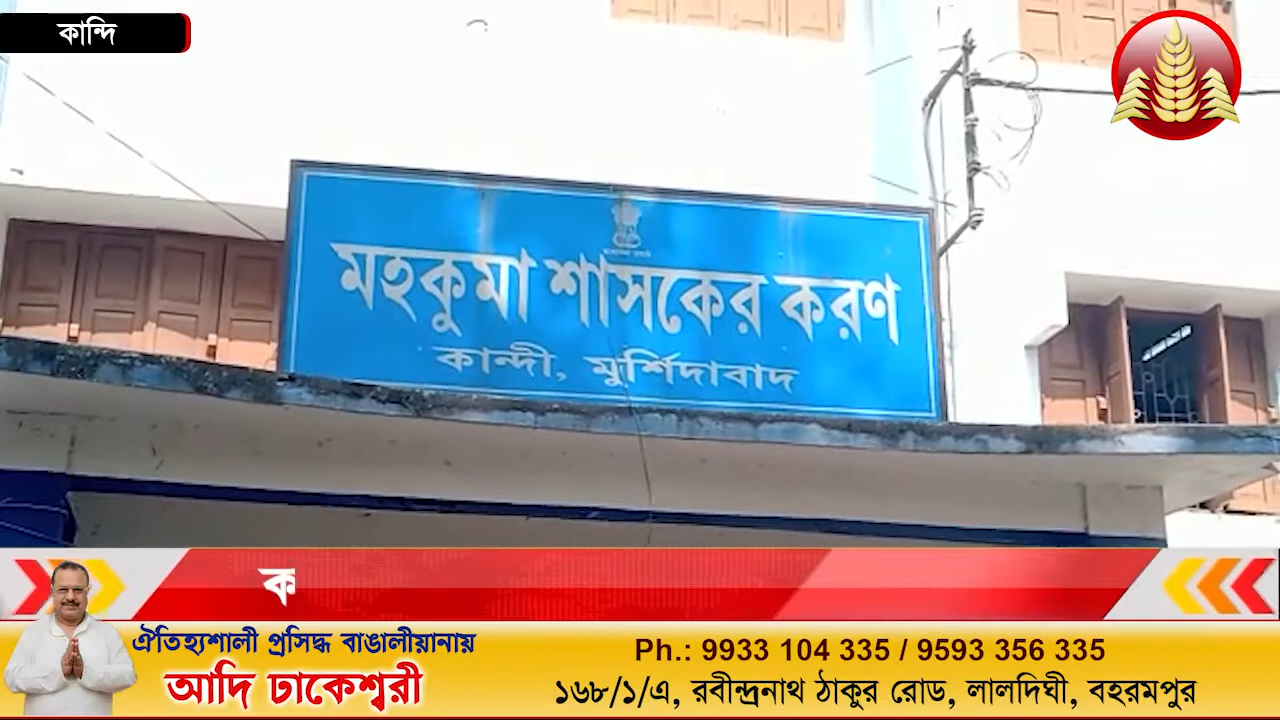 কান্দি
মহকুমা শাসকের করণ
কান্দী, মুর্শিদাবাদ
ক
ঐতিহ্যশালী প্রসিদ্ধ বাঙালীয়ানায়
আদি ঢাকেশ্বরী
Ph.: 9933 104 335 / 9593 356 335
১৬৮/১/এ, রবীন্দ্রনাথ ঠাকুর রোড, লালদিঘী, বহরমপুর